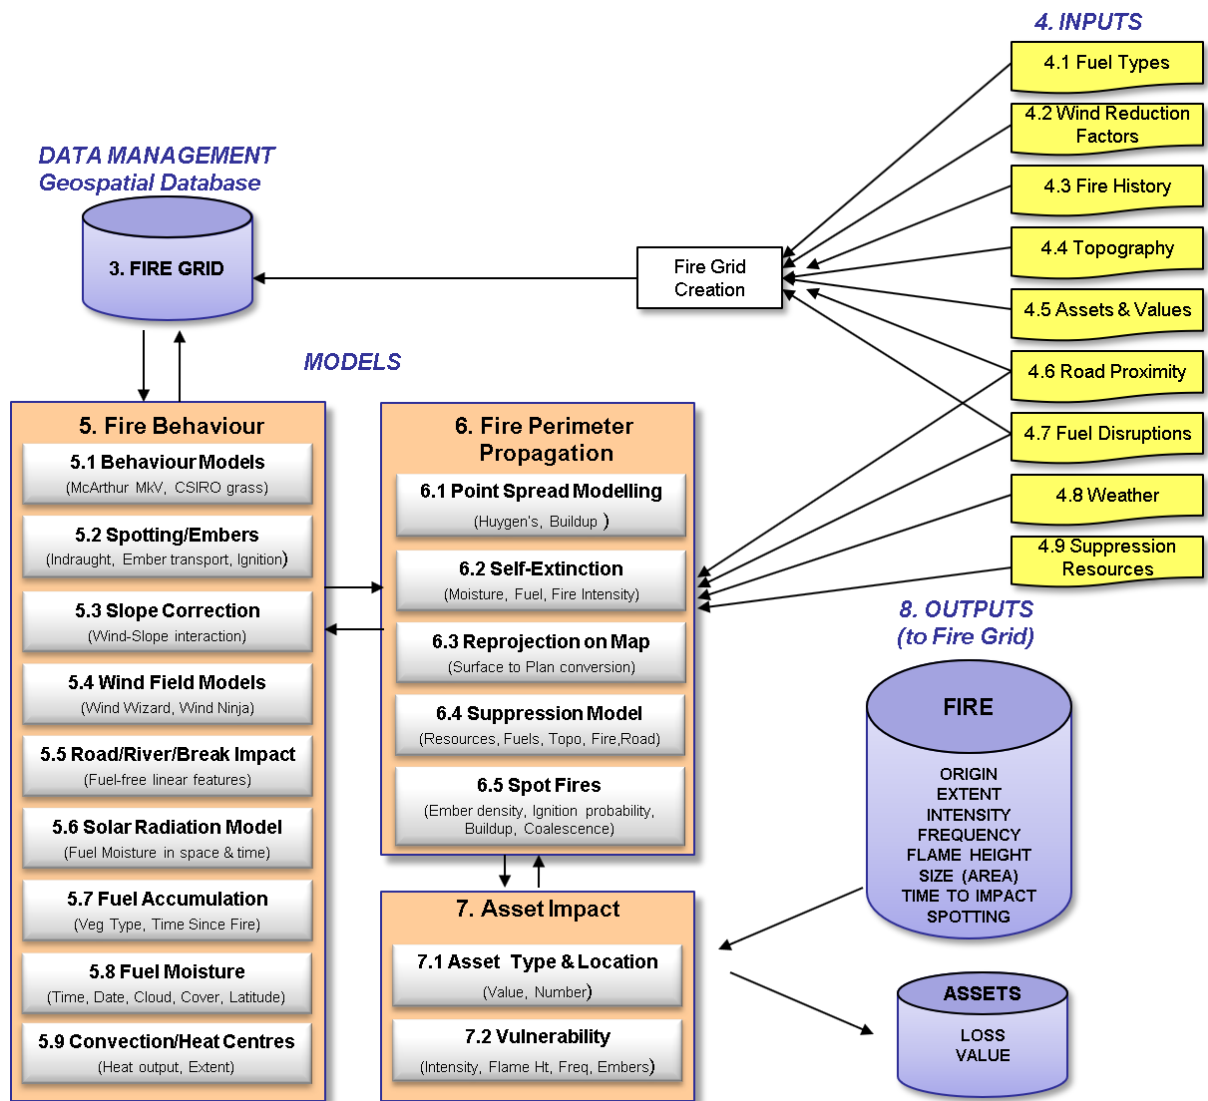 4. INPUTS
4.1 Fuel Types
4.2 Wind Reduction
Factors
4.3 Fire History
4.4 Topography
4.5 Assets & Values
4.6 Road Proximity
4.7 Fuel Disruptions
4.8 Weather
4.9 Suppression
Resources
DATA MANAGEMENT
Geospatial Database
3. FIRE GRID
Fire Grid
Creation
MODELS
5. Fire Behaviour
5.1 Behaviour Models
(McArthur MkV, CSIRO grass)
5.2 Spotting/Embers
(Indraught, Ember transport, Ignition)
5.3 Slope Correction
(Wind-Slope interaction)
5.4 Wind Field Models
(Wind Wizard, Wind Ninja)
5.5 Road/River/Break Impact
(Fuel-free linear features)
5.6 Solar Radiation Model
(Fuel Moisture in space & time)
5.7 Fuel Accumulation
(Veg Type, Time Since Fire)
5.8 Fuel Moisture
(Time, Date, Cloud, Cover, Latitude)
5.9 Convection/Heat Centres
(Heat output, Extent)
6. Fire Perimeter
Propagation
6.1 Point Spread Modelling
(Huygen's, Buildup )
6.2 Self-Extinction
(Moisture, Fuel, Fire Intensity)
6.3 Reprojection on Map
(Surface to Plan conversion)
6.4 Suppression Model
(Resources, Fuels, Topo, Fire,Road)
6.5 Spot Fires
(Ember density, Ignition probability,
Buildup, Coalescence)
7. Asset Impact
7.1 Asset Type & Location
(Value, Number)
7.2 Vulnerability
(Intensity, Flame Ht, Freq, Embers)
8. OUTPUTS
(to Fire Grid)
FIRE
ORIGIN
EXTENT
INTENSITY
FREQUENCY
FLAME HEIGHT
SIZE (AREA)
TIME TO IMPACT
SPOTTING
ASSETS
LOSS
VALUE